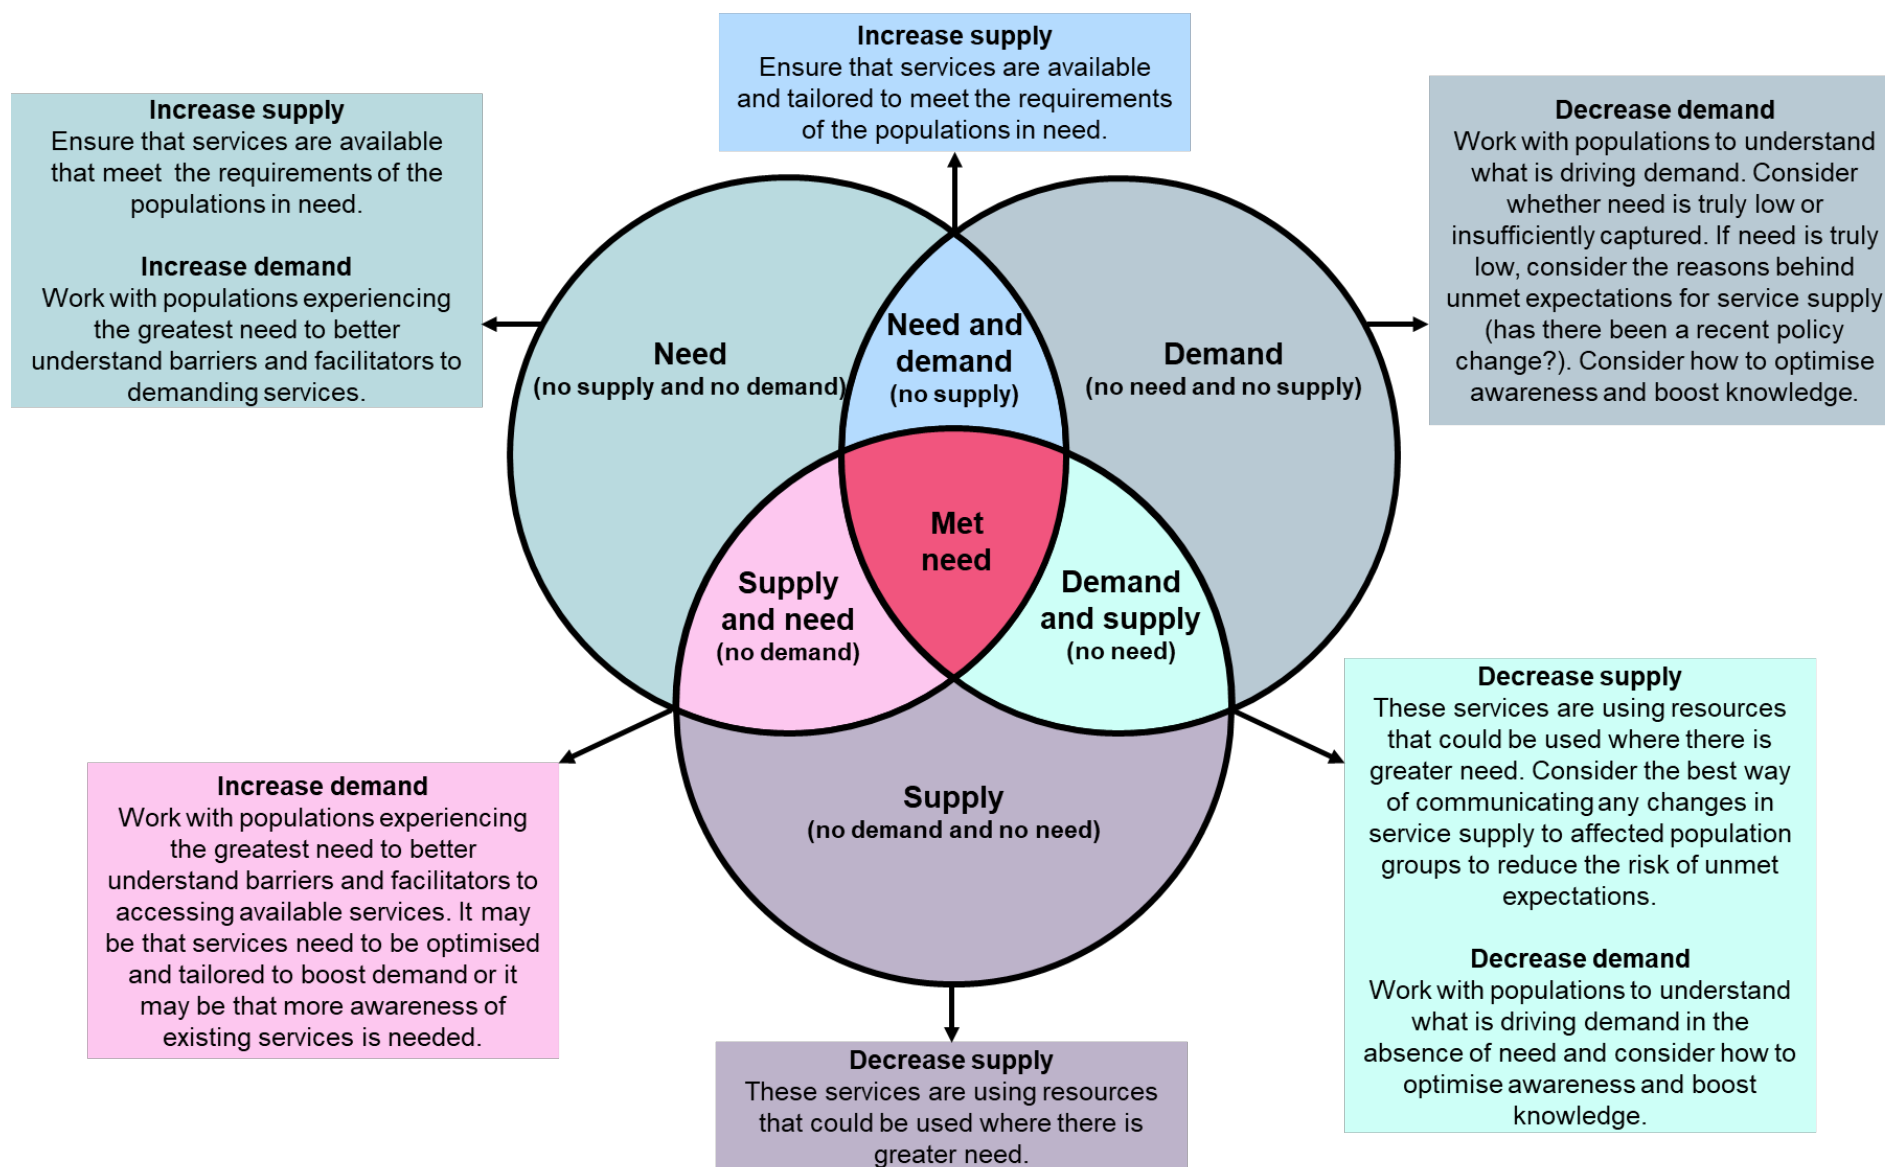 Increase supply
Ensure that services are available
and tailored to meet the requirements
of the populations in need.
Increase supply
Ensure that services are available
that meet the requirements of the
populations in need.
Increase demand
Work with populations experiencing
the greatest need to better
understand barriers and facilitators to
demanding services.
Decrease demand
Work with populations to understand
what is driving demand. Consider
whether need is truly low or
insufficiently captured. If need is truly
low, consider the reasons behind
unmet expectations for service supply
(has there been a recent policy
change?). Consider how to optimise
awareness and boost knowledge.
Need
(no supply and no demand)
Need and
demand
(no supply)
Demand
(no need and no supply)
Met
need
Supply
and need
(no demand)
Demand
and supply
(no need)
Supply
(no demand and no need)
Increase demand
Work with populations experiencing
the greatest need to better
understand barriers and facilitators to
accessing available services. It may
be that services need to be optimised
and tailored to boost demand or it
may be that more awareness of
existing services is needed.
Decrease supply
These services are using resources
that could be used where there is
greater need. Consider the best way
of communicating any changes in
service supply to affected population
groups to reduce the risk of unmet
expectations.
Decrease demand
Work with populations to understand
what is driving demand in the
absence of need and consider how to
optimise awareness and boost
knowledge.
Decrease supply
These services are using resources
that could be used where there is
greater need.